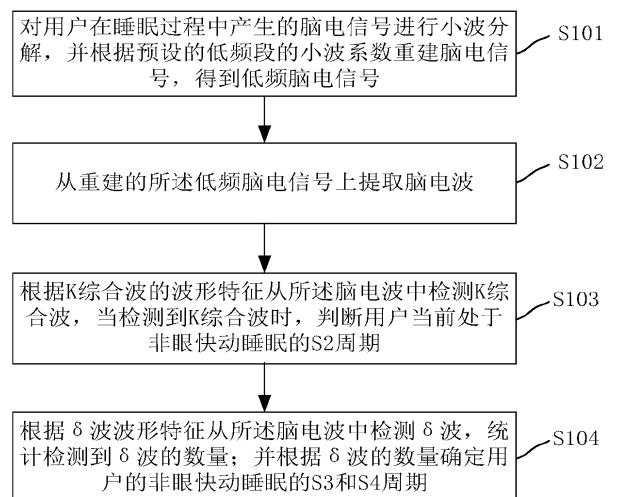 对用户在睡眠过程中产生的脑电信号进行小波分
解，并根据预设的低频段的小波系数重建脑电信
号，得到低频脑电信号
S101
从重建的所述低频脑电信号上提取脑电波
S102
根据K综合波的波形特征从所述脑电波中检测K综
合波，当检测到K综合波时，判断用户当前处于
非眼快动睡眠的S2周期
S103
根据δ波波形特征从所述脑电波中检测δ波，统
计检测到δ波的数量；并根据δ波的数量确定用
户的非眼快动睡眠的S3和S4周期
S104